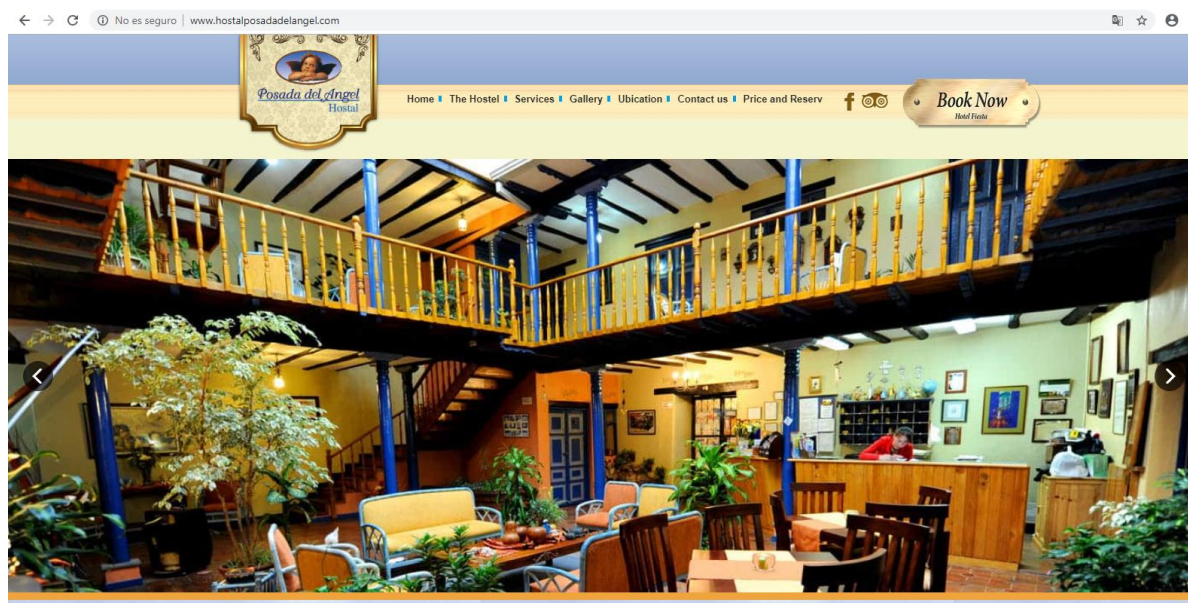 No es seguro | www.hostalposadadelangel.com
Posada del Angel
Hostal
Home The Hostel Services Gallery Ubication Contact us Price and Reserv
f
Book Now
Hotel Fiesta